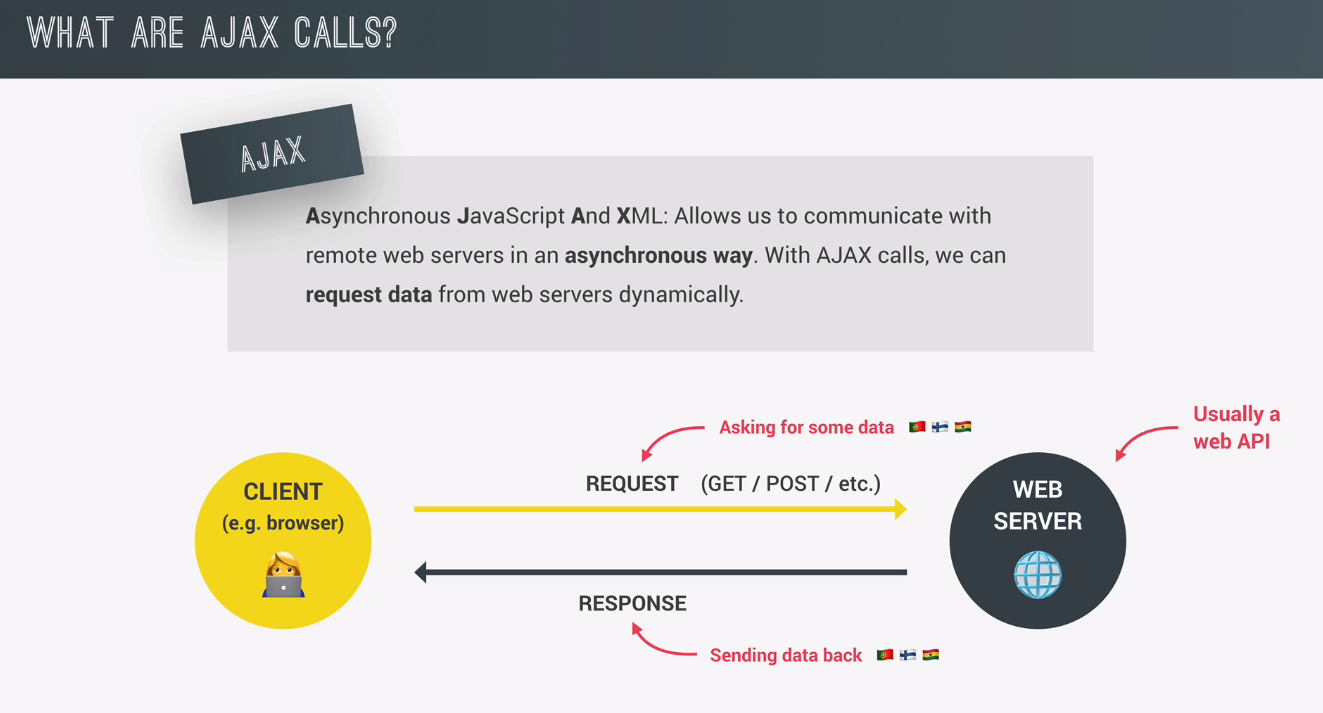 WHAT ARE AJAX CALLS?
AJAX
Asynchronous JavaScript And XML: Allows us to communicate with
remote web servers in an asynchronous way. With AJAX calls, we can
request data from web servers dynamically.
Asking for some data
Usually a
web API
REQUEST (GET / POST / etc.)
CLIENT
(e.g. browser)
WEB
SERVER
RESPONSE
Sending data back